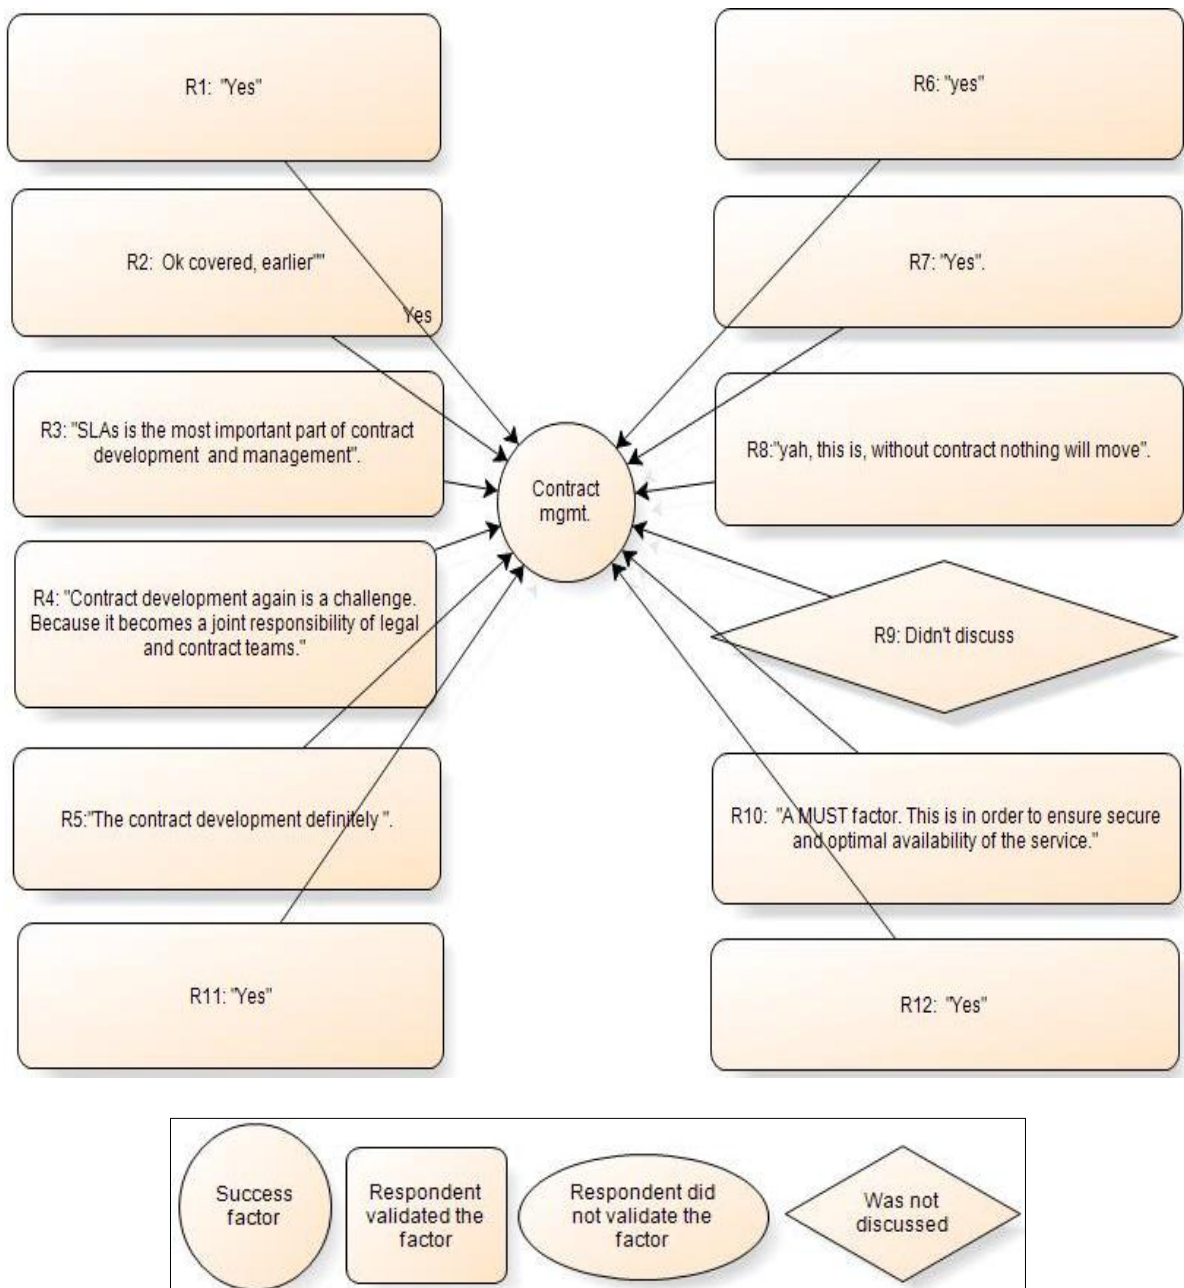 R1: "Yes"
R2: Ok covered, earlier""
Yes
R3: "SLAs is the most important part of contract
development and management".
R4: "Contract development again is a challenge.
Because it becomes a joint responsibility of legal
and contract teams."
R5:"The contract development definitely ".
R11: "Yes"
Contract
mgmt.
R6: "yes"
R7: "Yes".
R8:"yah, this is, without contract nothing will move".
R9: Didn't discuss
R10: "A MUST factor. This is in order to ensure secure
and optimal availability of the service."
R12: "Yes"
Success
factor
Respondent
validated the
factor
Respondent did
not validate the
factor
Was not
discussed